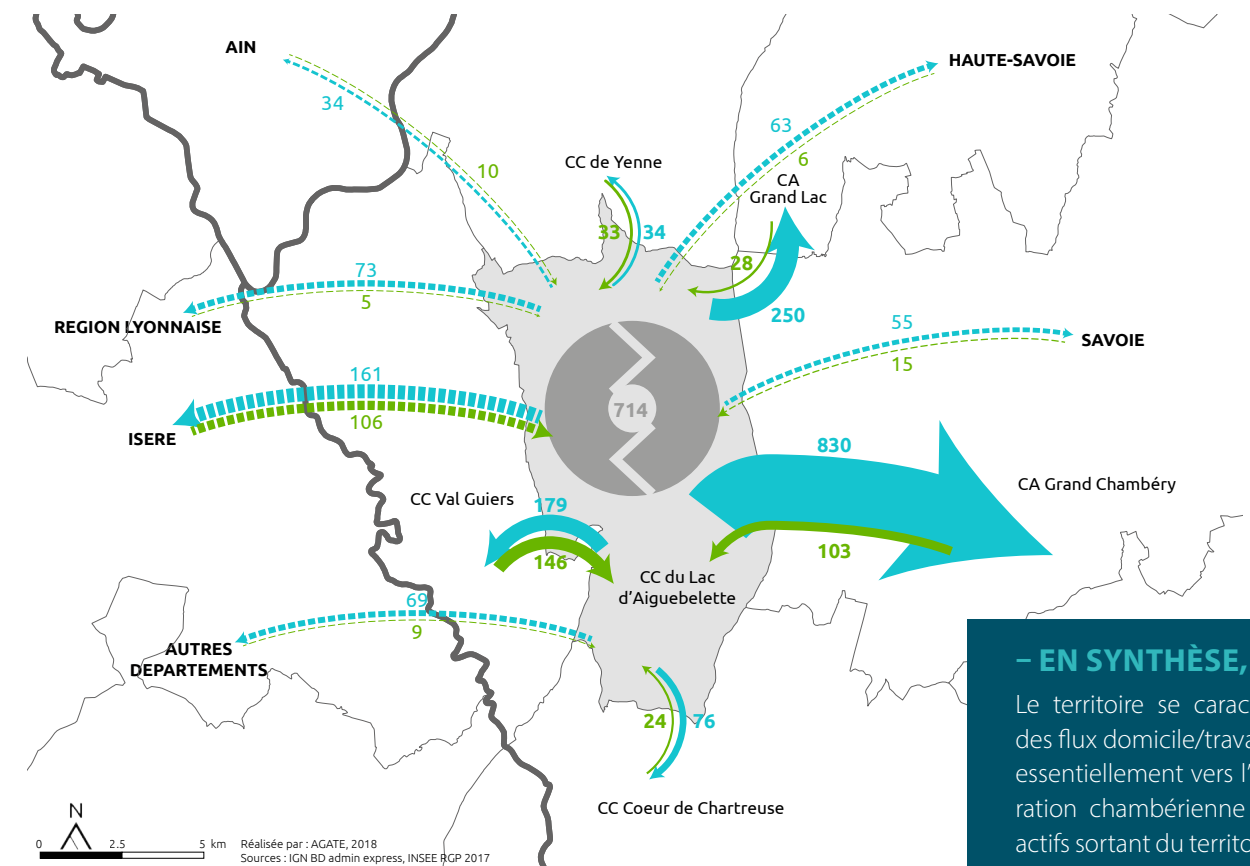 AIN
34
10
CC de Yenne
33
34
HAUTE-SAVOIE
63
6
CA
Grand Lac
28
250
73
5
REGION LYONNAISE
55
15
SAVOIE
161
106
ISERE
714
830
103
CA Grand Chambéry
CC Val Guiers
179
146
CC du Lac
d'Aiguebelette
69
9
AUTRES
DEPARTEMENTS
24
76
CC Coeur de Chartreuse
N
0 2.5 5 km
Réalisée par : AGATE, 2018
Sources : IGN BD admin express, INSEE RGP 2017
– EN SYNTHÈSE,
Le territoire se carac
des flux domicile/trava
essentiellement vers l'
ration chambérienne
actifs sortant du territo